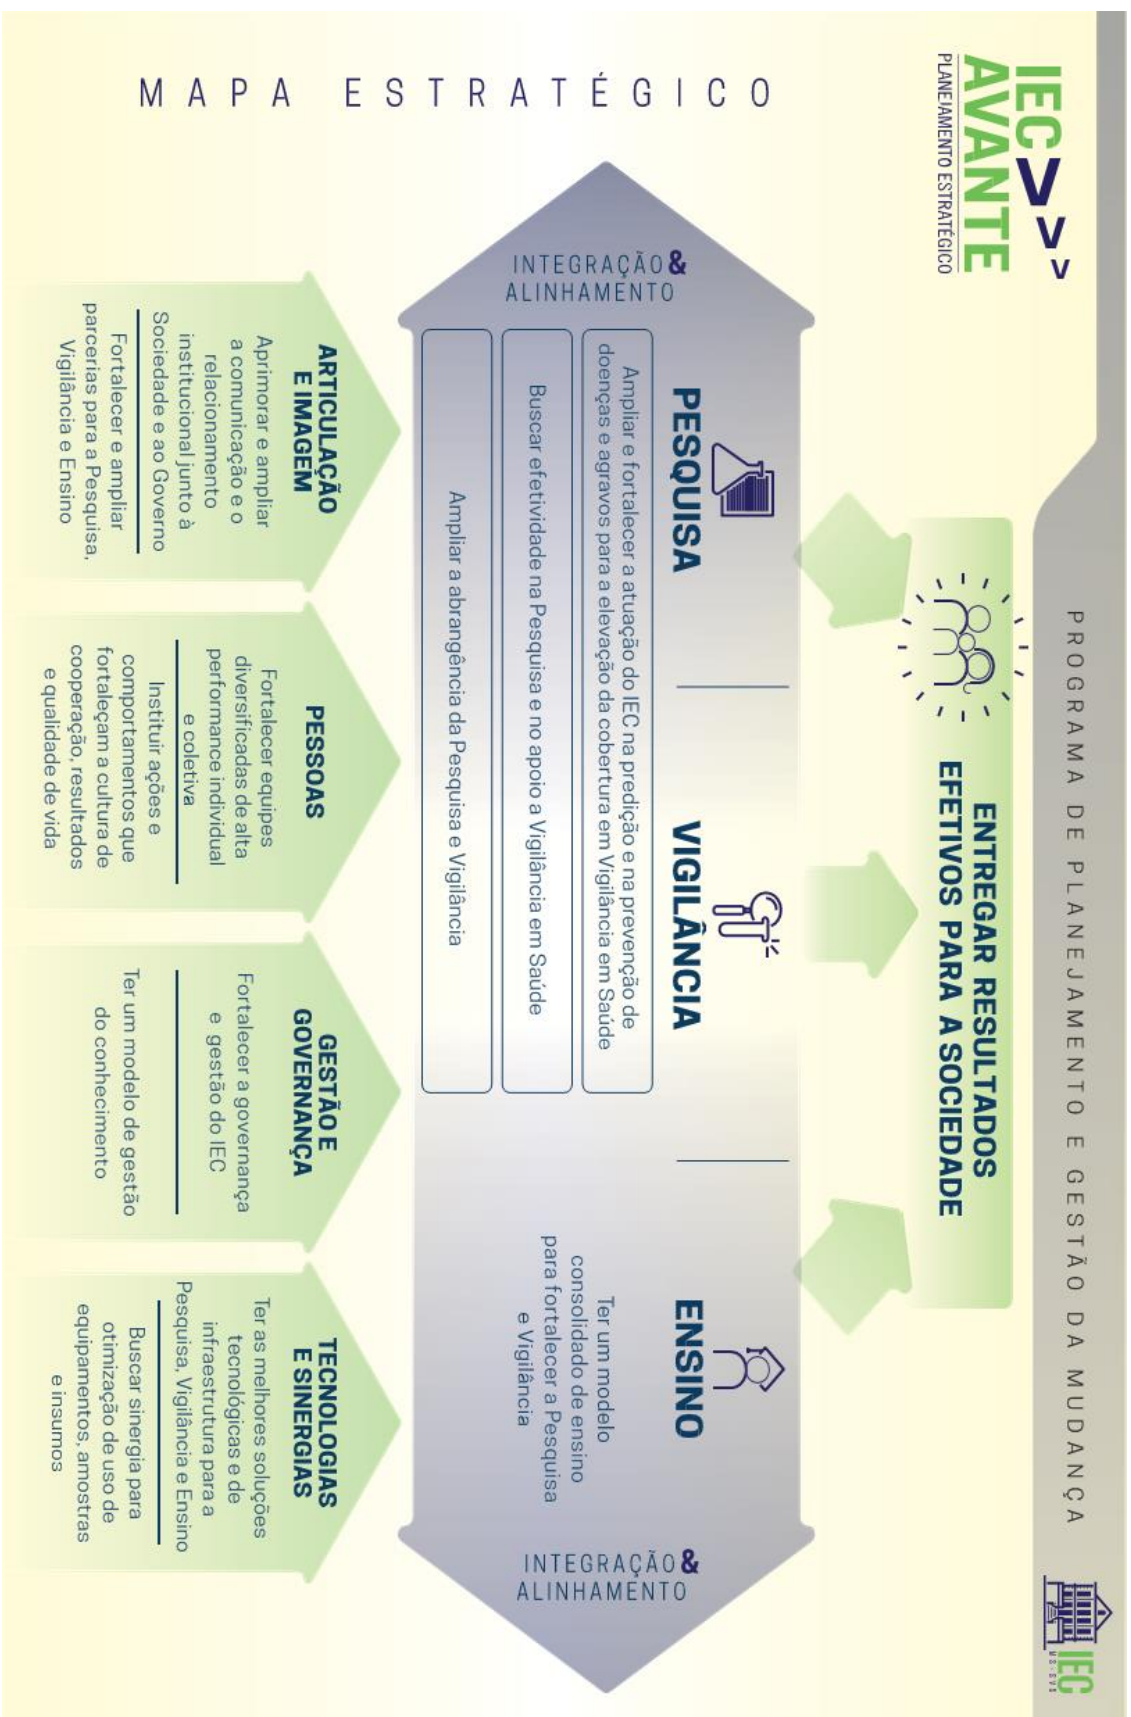 PROGRAMA DE PLANEJAMENTO E GESTÃO DA MUDANÇA
IEC
MS-SVS
IEC
AVANTE
PLANEJAMENTO ESTRATÉGICO
MAPA ESTRATÉGICO
ENTREGAR RESULTADOS
EFETIVOS PARA A SOCIEDADE
INTEGRAÇÃO &
ALINHAMENTO
PESQUISA
VIGILÂNCIA
ENSINO
Ampliar e fortalecer a atuação do IEC na predição e na prevenção de
doenças e agravos para a elevação da cobertura em Vigilância em Saúde
Buscar efetividade na Pesquisa e no apoio a Vigilância em Saúde
Ampliar a abrangência da Pesquisa e Vigilância
Ter um modelo
consolidado de ensino
para fortalecer a Pesquisa
e Vigilância
INTEGRAÇÃO &
ALINHAMENTO
ARTICULAÇÃO
E IMAGEM
Aprimorar e ampliar
a comunicação e o
relacionamento
institucional junto à
Sociedade e ao Governo
Fortalecer e ampliar
parcerias para a Pesquisa,
Vigilância e Ensino
PESSOAS
Fortalecer equipes
diversificadas de alta
performance individual
e coletiva
Instituir ações e
comportamentos que
fortaleçam a cultura de
cooperação, resultados
e qualidade de vida
GESTÃO E
GOVERNANÇA
Fortalecer a governança
e gestão do IEC
Ter um modelo de gestão
do conhecimento
TECNOLOGIAS
E SINERGIAS
Ter as melhores soluções
tecnológicas e de
infraestrutura para a
Pesquisa, Vigilância e Ensino
Buscar sinergia para
otimização de uso de
equipamentos, amostras
e insumos